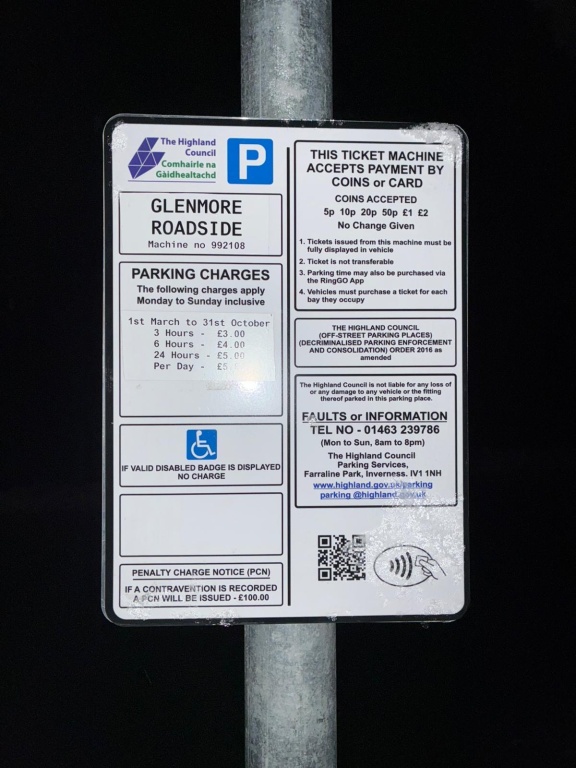 The Highland
Council
Comhairle na
Gàidhealtachd
P
GLENMORE
ROADSIDE
Machine no 992108
PARKING CHARGES
The following charges apply
Monday to Sunday inclusive
1st March to 31st October
3 Hours - £3.00
6 Hours - £4.00
24 Hours - £5.00
Per Day - £5
IF VALID DISABLED BADGE IS DISPLAYED
NO CHARGE
PENALTY CHARGE NOTICE (PCN)
IF A CONTRAVENTION IS RECORDED
A PCN WILL BE ISSUED - £100.00
THIS TICKET MACHINE
ACCEPTS PAYMENT BY
COINS or CARD
COINS ACCEPTED
5p 10p 20p 50p £1 £2
No Change Given
1. Tickets issued from this machine must be
fully displayed in vehicle
2. Ticket is not transferable
3. Parking time may also be purchased via
the RinGO App
4. Vehicles must purchase a ticket for each
bay they occupy
THE HIGHLAND COUNCIL
(OFF-STREET PARKING PLACES)
(DECRIMINALISED PARKING ENFORCEMENT
AND CONSOLIDATION) ORDER 2016 as
amended
The Highland Council is not liable for any loss of
or any damage to any vehicle or the fitting
thereof parked in this parking place.
FAULTS or INFORMATION
TEL NO - 01463 239786
(Mon to Sun, 8am to 8pm)
The Highland Council
Parking Services,
Farraline Park, Inverness. IV1 1NH
www.highland.gov.uk/parking
parking @highland.gov.uk